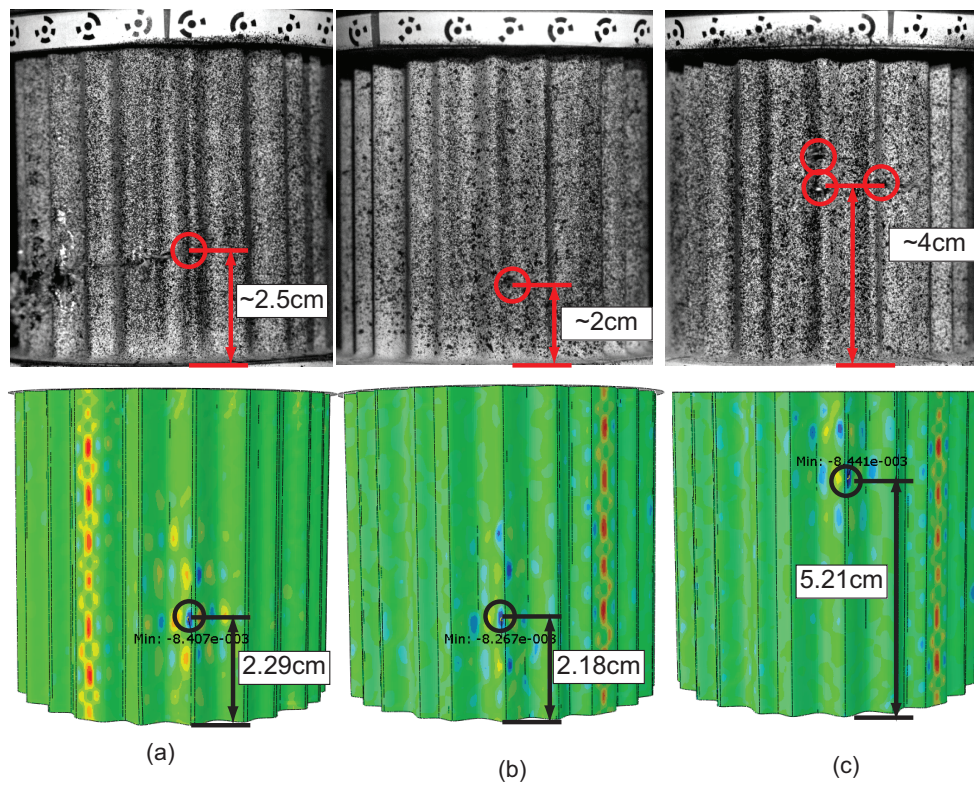 ~2.5cm
~2cm
~4cm
Min: -8.407e-003
2.29cm
Min: -8.267e-003
2.18cm
Min: -8.441e-003
5.21cm
(a)
(b)
(c)